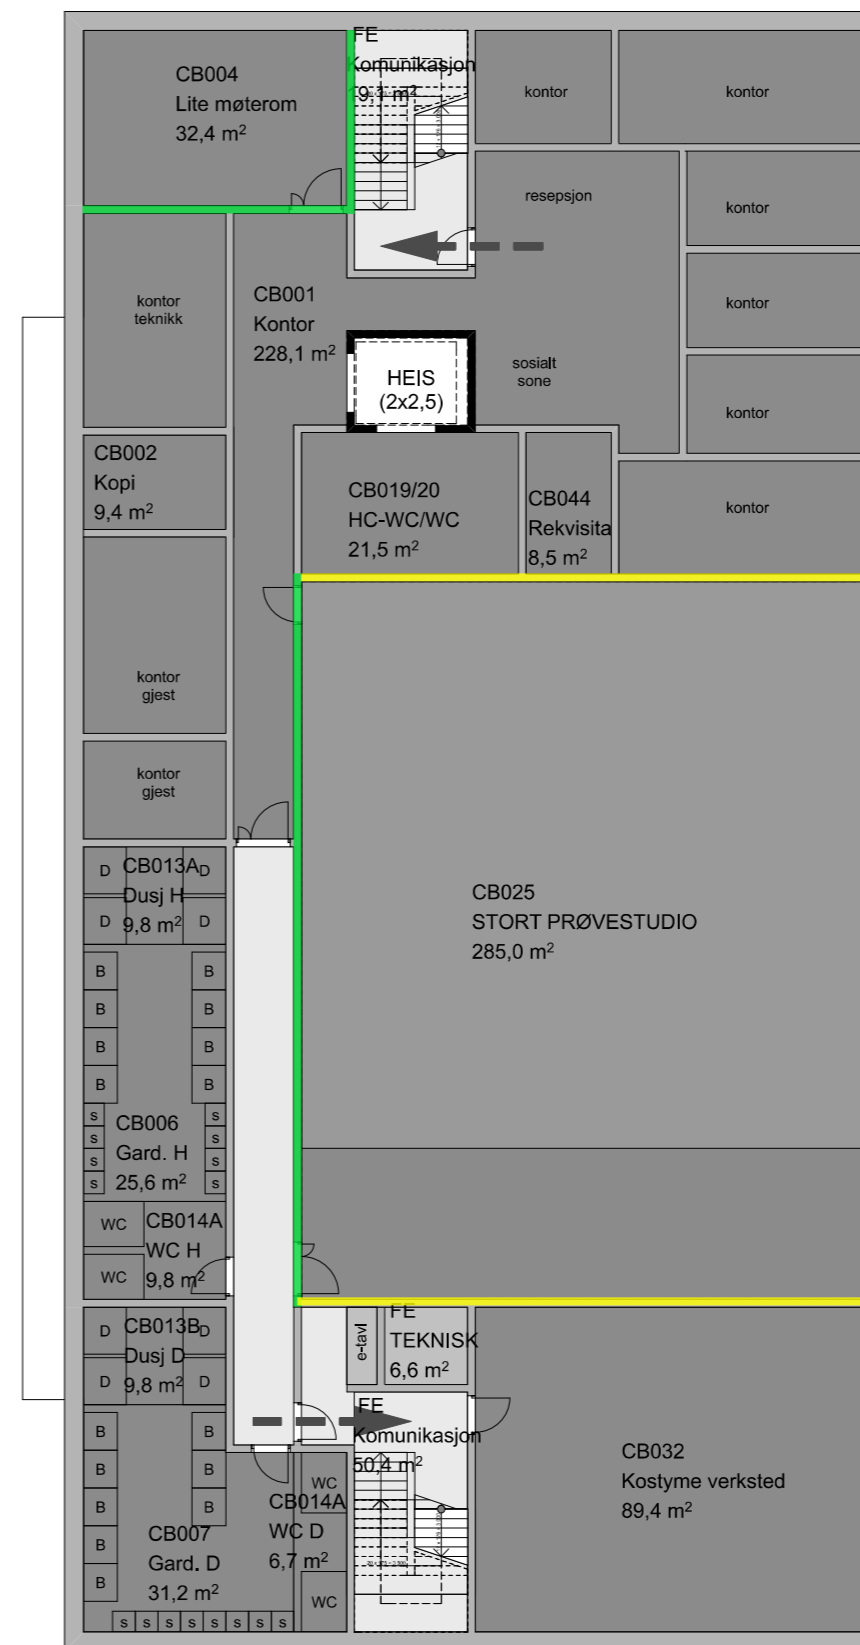 CB004
Lite møterom
32,4 m²
FE
Komunikasjon
9,1 m²
kontor
kontor
resepsjon
kontor
kontor
teknikk
CB001
Kontor
228,1 m²
kontor
HEIS
(2x2,5)
sosialt
sone
kontor
CB002
Kopi
9,4 m²
CB019/20
HC-WC/WC
21,5 m²
CB044
Rekvisita
8,5 m²
kontor
kontor
gjest
kontor
gjest
D
D
D
D
CB013A
Dusj H
9,8 m²
CB025
STORT PRØVESTUDIO
285,0 m²
B
B
B
B
B
B
B
B
s
s
s
s
s
s
s
s
CB006
Gard. H
25,6 m²
WC
WC
CB014A
WC H
9,8 m²
D
D
D
D
CB013B
Dusj D
9,8 m²
e-tavl
FE
TEKNISK
6,6 m²
FE
Komunikasjon
50,4 m²
B
B
B
B
B
B
B
B
CB007
Gard. D
31,2 m²
WC
WC
CB014A
WC D
6,7 m²
CB032
Kostyme verksted
89,4 m²
s
s
s
s
s
s
s
s